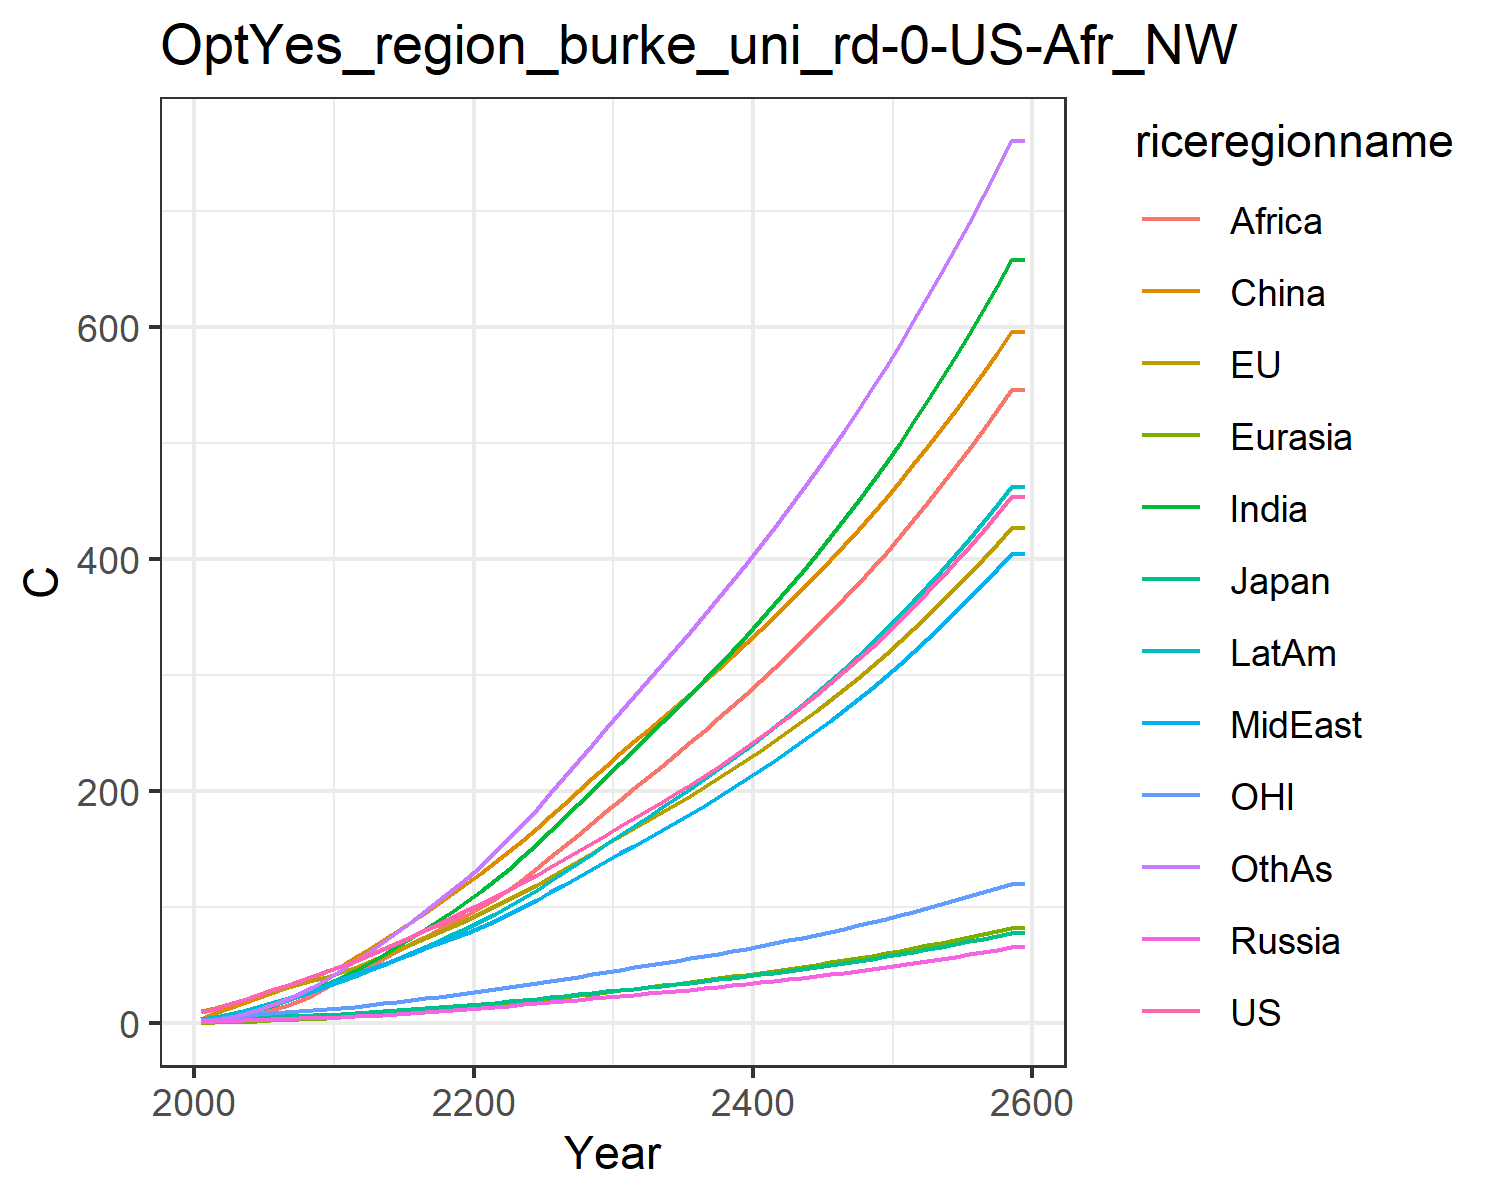 OptYes_region_burke_uni_rd-0-US-Afr_NW
riceregionname
Africa
China
EU
Eurasia
India
Japan
LatAm
MidEast
OHI
OthAs
Russia
US
C
600
400
200
0
2000
2200
2400
2600
Year